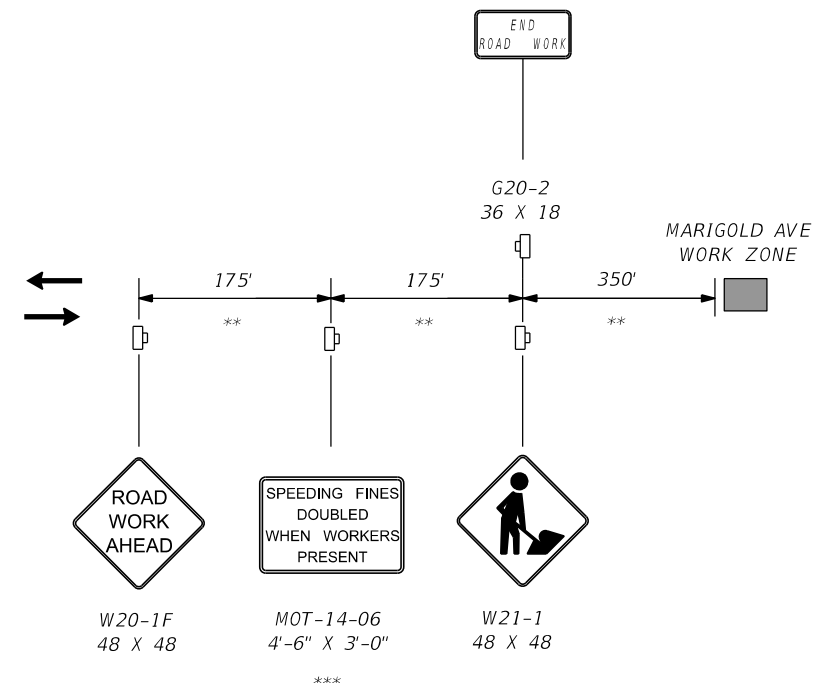 END
ROAD WORK
G20-2
36 X 18
MARIGOLD AVE
WORK ZONE
175'
175'
350'
**
**
**
ROAD
WORK
AHEAD
SPEEDING FINES
DOUBLED
WHEN WORKERS
PRESENT
W20-1F
48 X 48
MOT-14-06
4'-6" X 3'-0"
***
W21-1
48 X 48